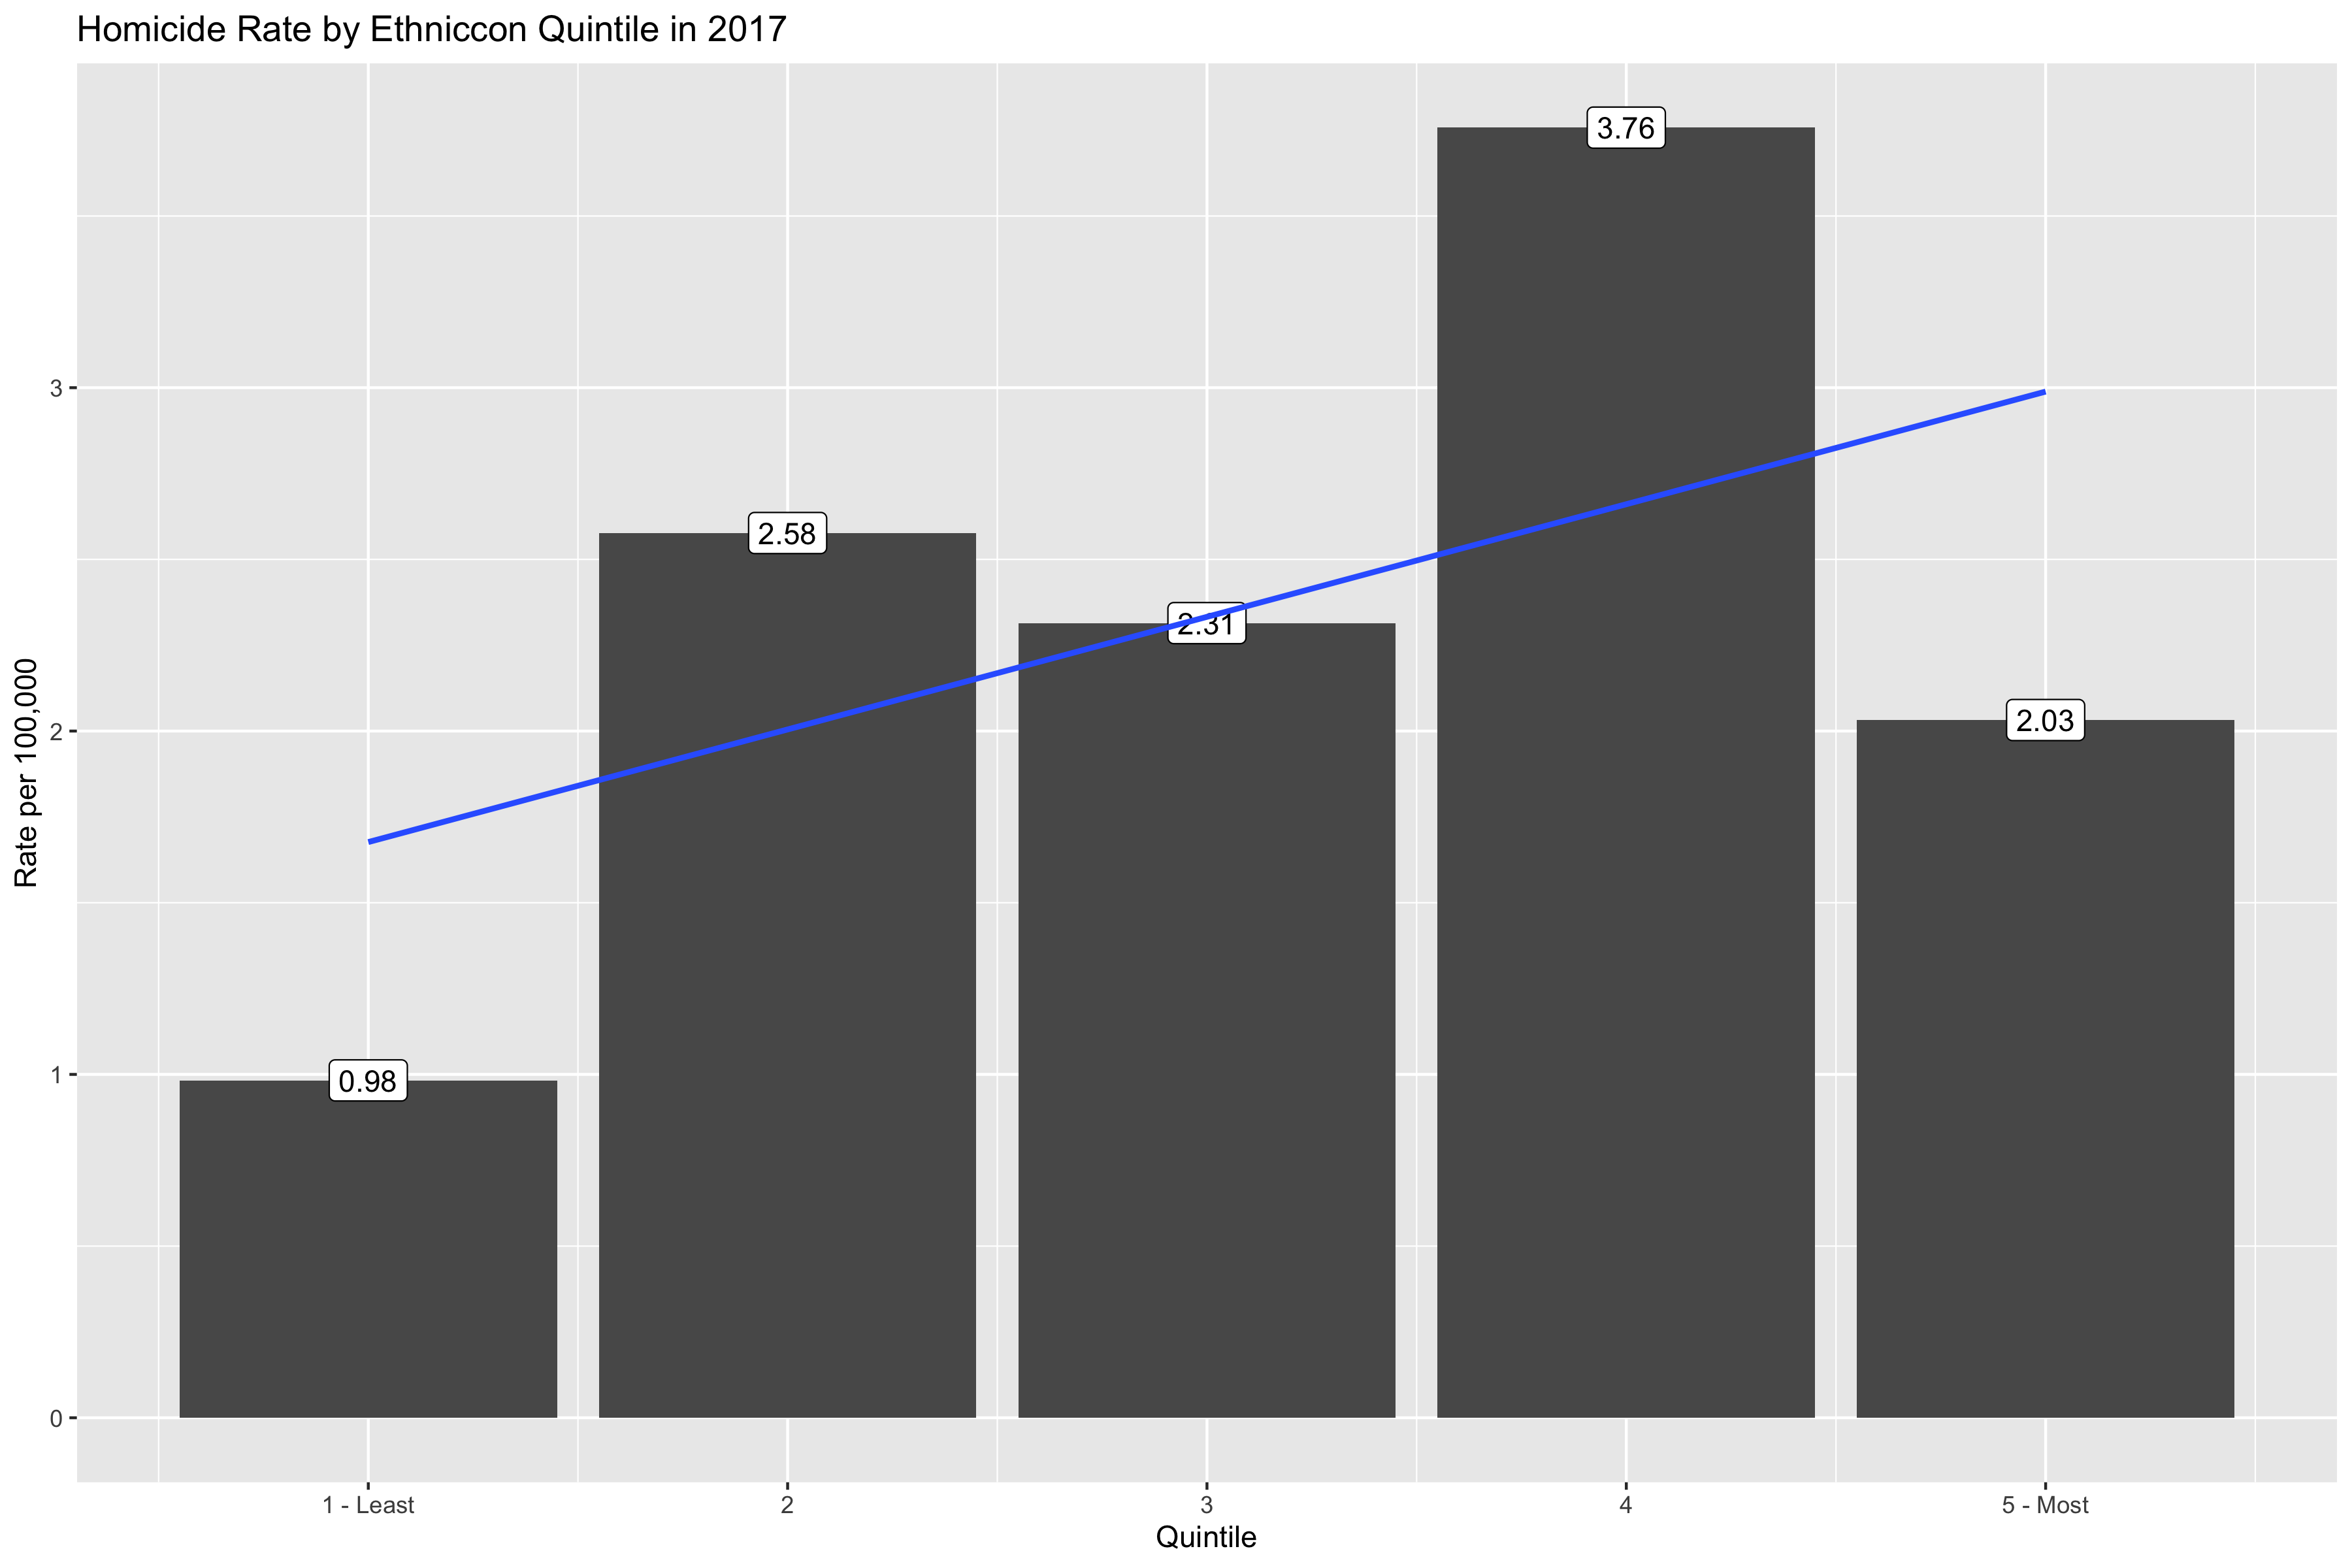 Homicide Rate by Ethniccon Quintile in 2017
3.76
3
2.58
2.31
2
2.03
1
0.98
0
Rate per 100,000
1 - Least
2
3
4
5 - Most
Quintile